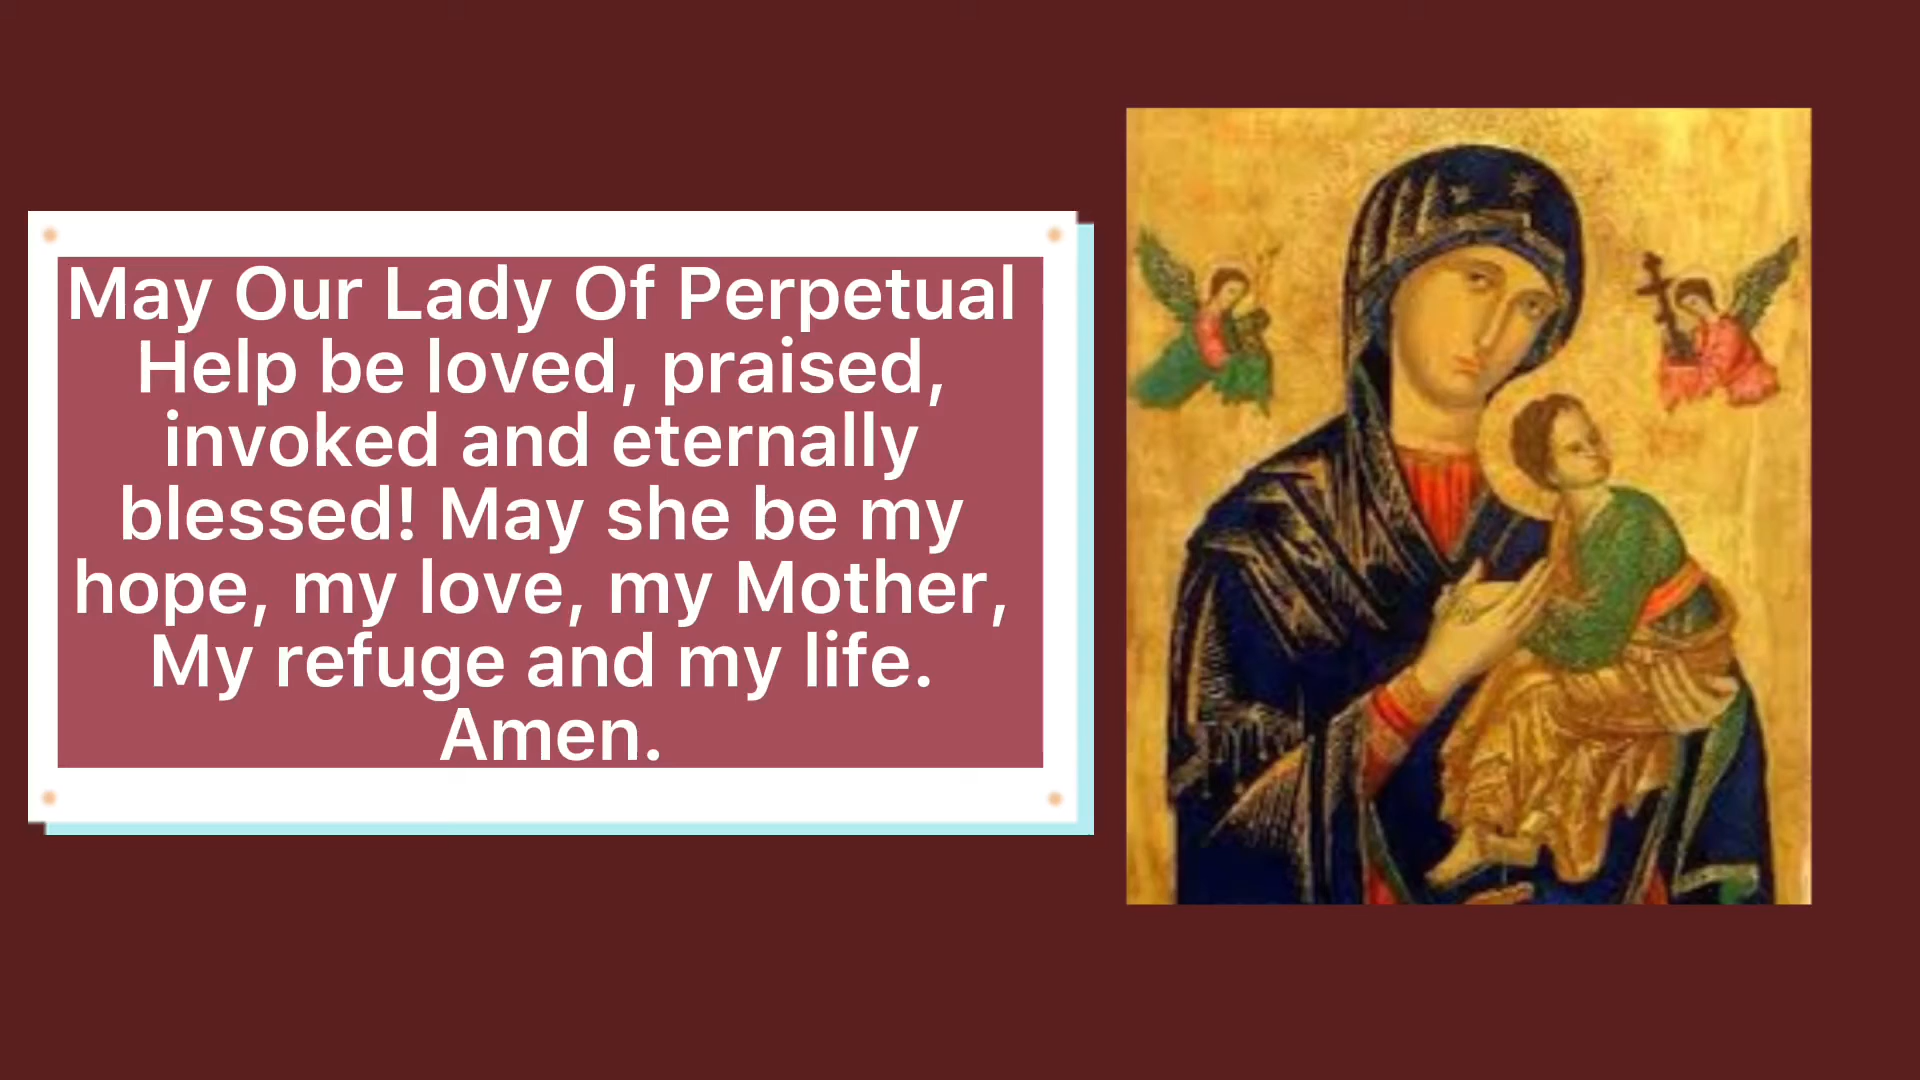 May Our Lady Of Perpetual
Help be loved, praised,
invoked and eternally
blessed! May she be my
hope, my love, my Mother,
My refuge and my life.
Amen.